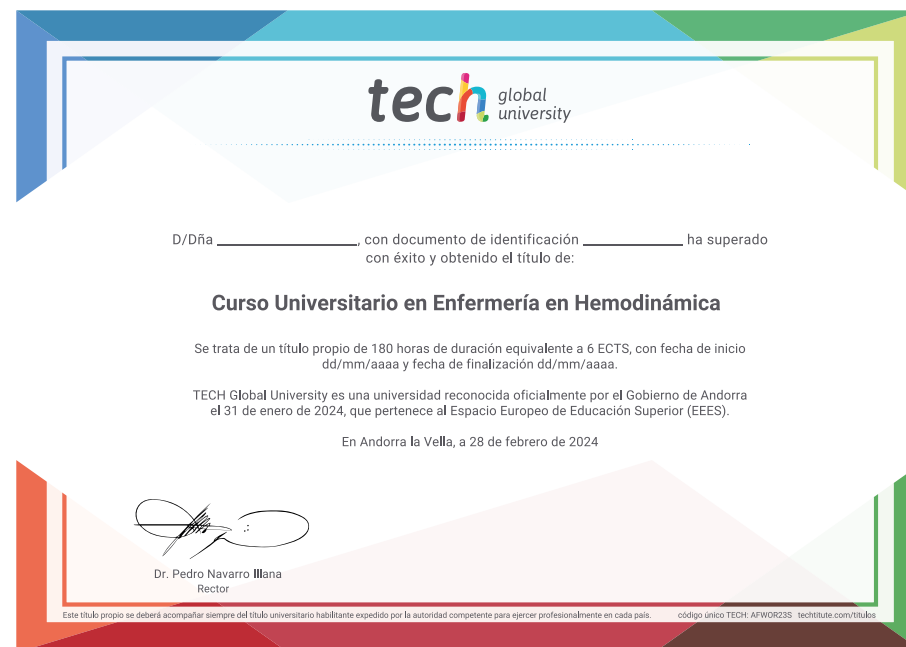 tech global
university
D/Dña ____________________, con documento de identificación ______________ ha superado
con éxito y obtenido el título de:
Curso Universitario en Enfermería en Hemodinámica
Se trata de un título propio de 180 horas de duración equivalente a 6 ECTS, con fecha de inicio
dd/mm/aaaa y fecha de finalización dd/mm/aaaa.
TECH Global University es una universidad reconocida oficialmente por el Gobierno de Andorra
el 31 de enero de 2024, que pertenece al Espacio Europeo de Educación Superior (EEES).
En Andorra la Vella, a 28 de febrero de 2024
Dr. Pedro Navarro Illana
Rector
Este título propio se deberá acompañar siempre del título universitario habilitante expedido por la autoridad competente para ejercer profesionalmente en cada país. código único TECH: AFWOR23S techtitute.com/titulos